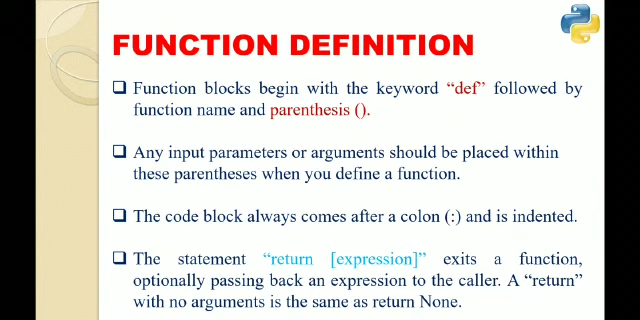 FUNCTION DEFINITION
Function blocks begin with the keyword “def” followed by
function name and parenthesis ().
Any input parameters or arguments should be placed within
these parentheses when you define a function.
The code block always comes after a colon (:) and is indented.
The statement “return [expression]” exits a function,
optionally passing back an expression to the caller. A “return”
with no arguments is the same as return None.